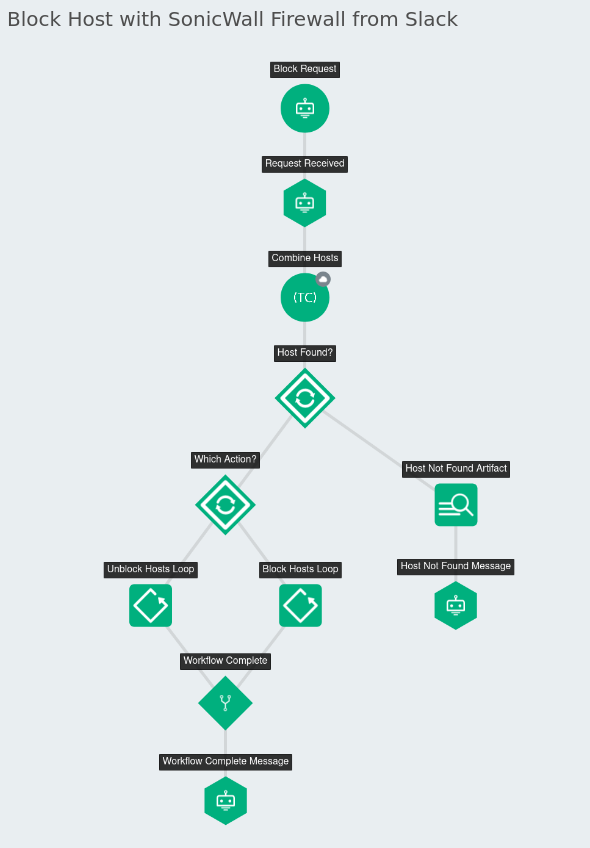 Block Host with SonicWall Firewall from Slack
Block Request
Request Received
Combine Hosts
(TC)
Host Found?
Which Action?
Host Not Found Artifact
Unblock Hosts Loop
Block Hosts Loop
Host Not Found Message
Workflow Complete
Workflow Complete Message